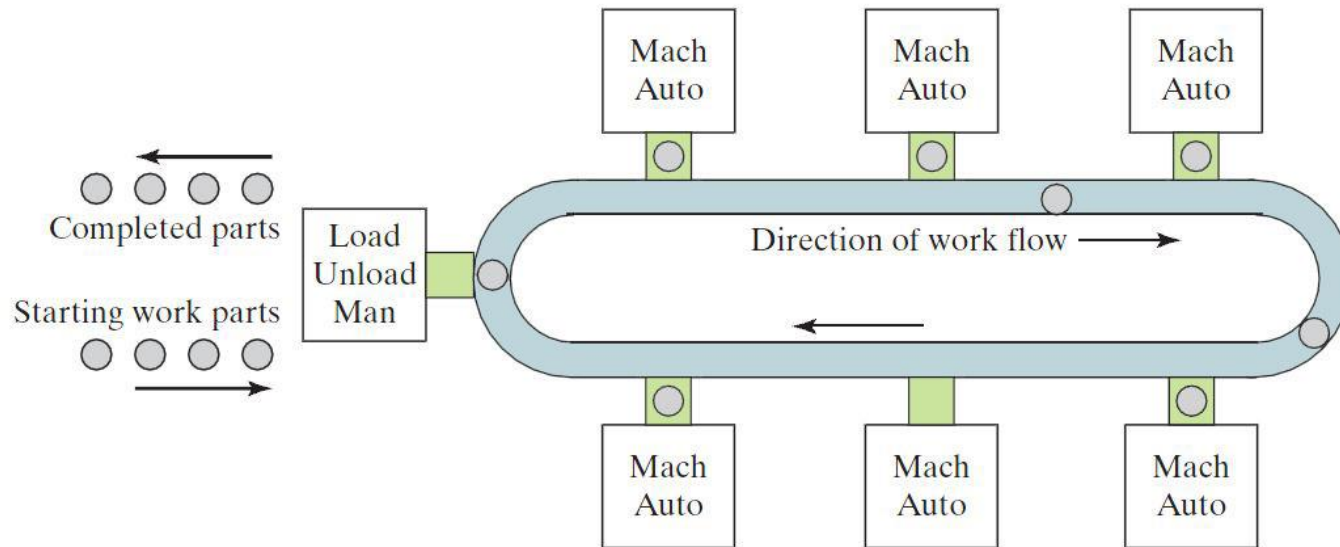 Mach
Auto
Mach
Auto
Mach
Auto
Completed parts
Load
Unload
Man
Direction of work flow
Starting work parts
Mach
Auto
Mach
Auto
Mach
Auto